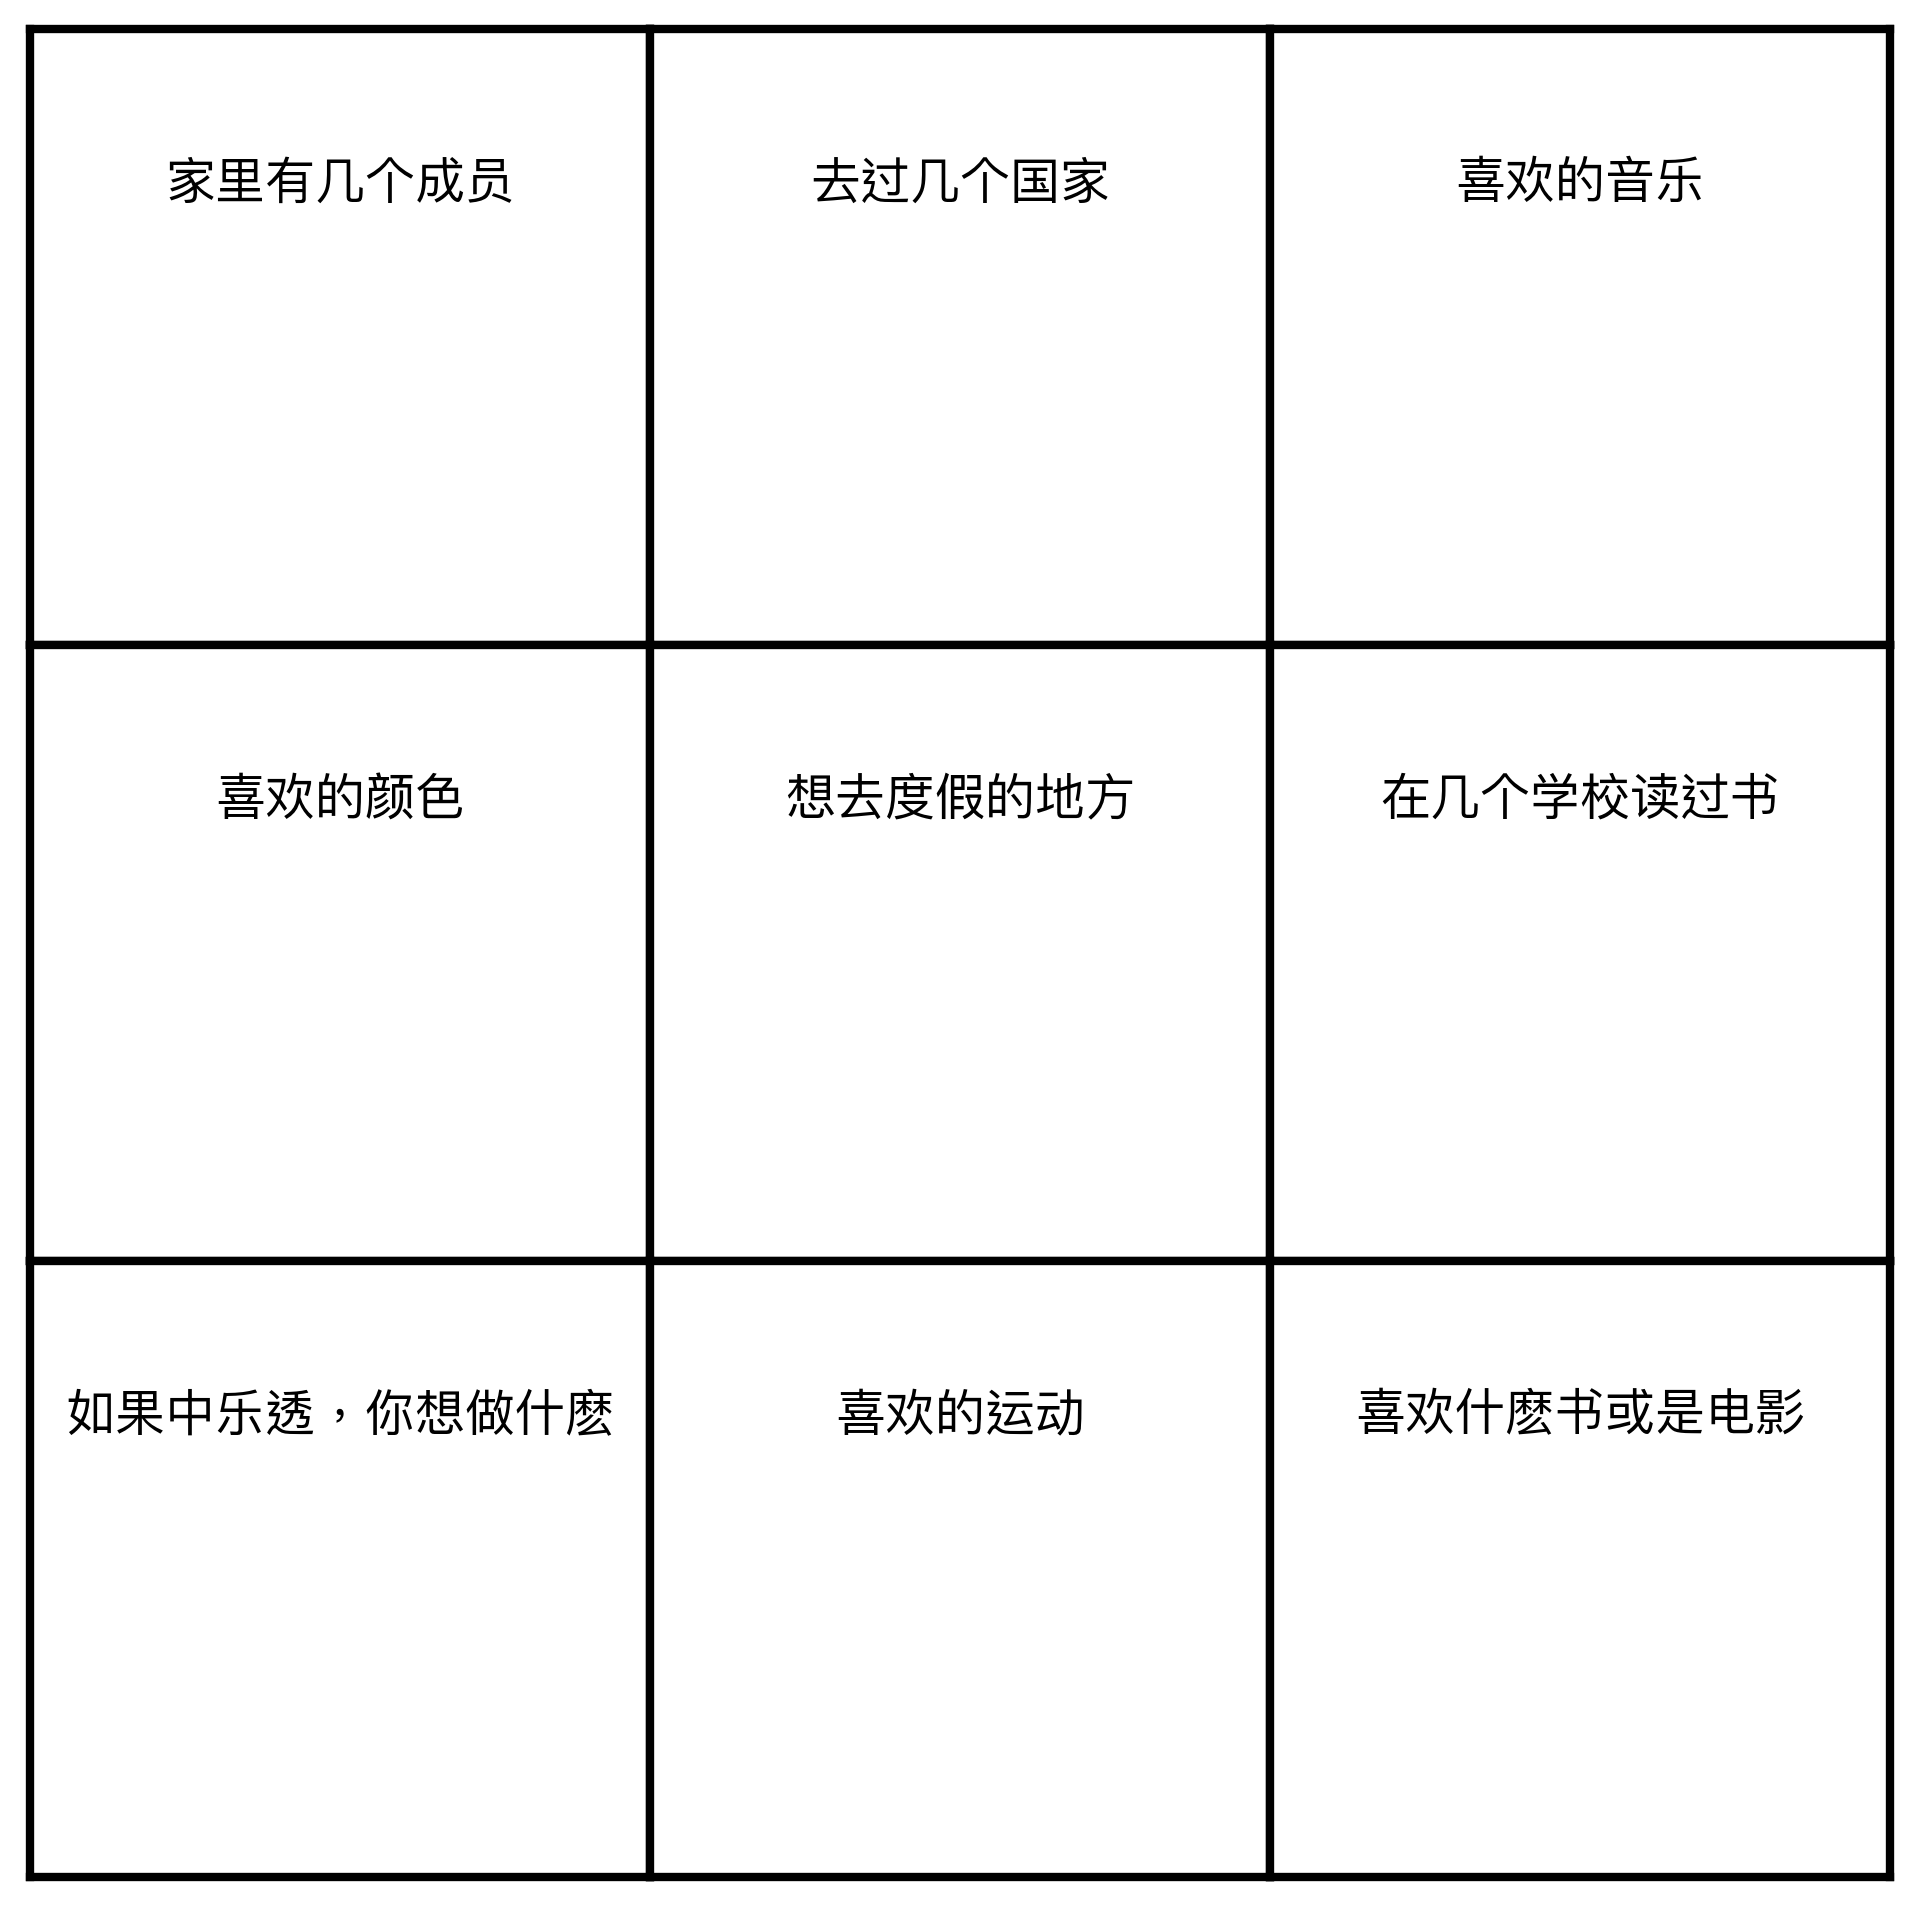 家里有几个成员
去过几个国家
喜欢的音乐
喜欢的颜色
想去度假的地方
在几个学校读过书
如果中乐透，你想做什麽
喜欢的运动
喜欢什麽书或是电影